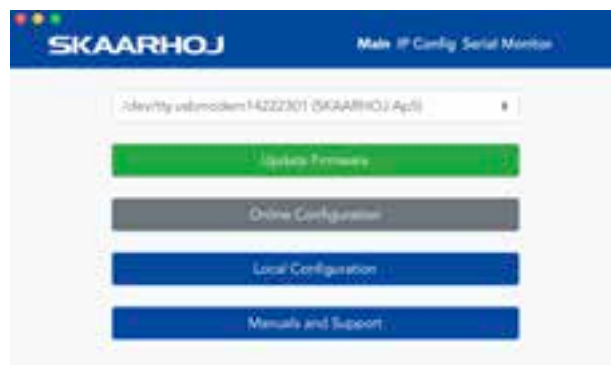 SKAARHOJ
Main IP Config Serial Monitor
/dev/tty.usbmodem14222301 (SKAARHOJ ApS)
Update Firmware
Online Configuration
Local Configuration
Manuals and Support